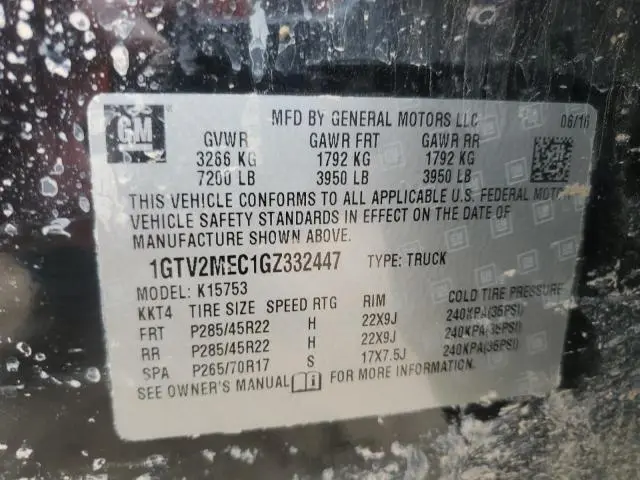 GM
MFD BY GENERAL MOTORS LLC 06/16
GVWR GAWR FRT GAWR RR
3266 KG 1792 KG 1792 KG
7200 LB 3950 LB 3950 LB
THIS VEHICLE CONFORMS TO ALL APPLICABLE U.S. FEDERAL MOTOR
VEHICLE SAFETY STANDARDS IN EFFECT ON THE DATE OF
MANUFACTURE SHOWN ABOVE.
1GTV2MEC1GZ332447 TYPE: TRUCK
MODEL: K15753
KKT4 TIRE SIZE SPEED RTG RIM COLD TIRE PRESSURE
FRT P285/45R22 H 22X9J 240KPA(35PSI)
RR P285/45R22 H 22X9J 240KPA(35PSI)
SPA P265/70R17 S 17X7.5J 240KPA(35PSI)
SEE OWNER'S MANUAL FOR MORE INFORMATION.